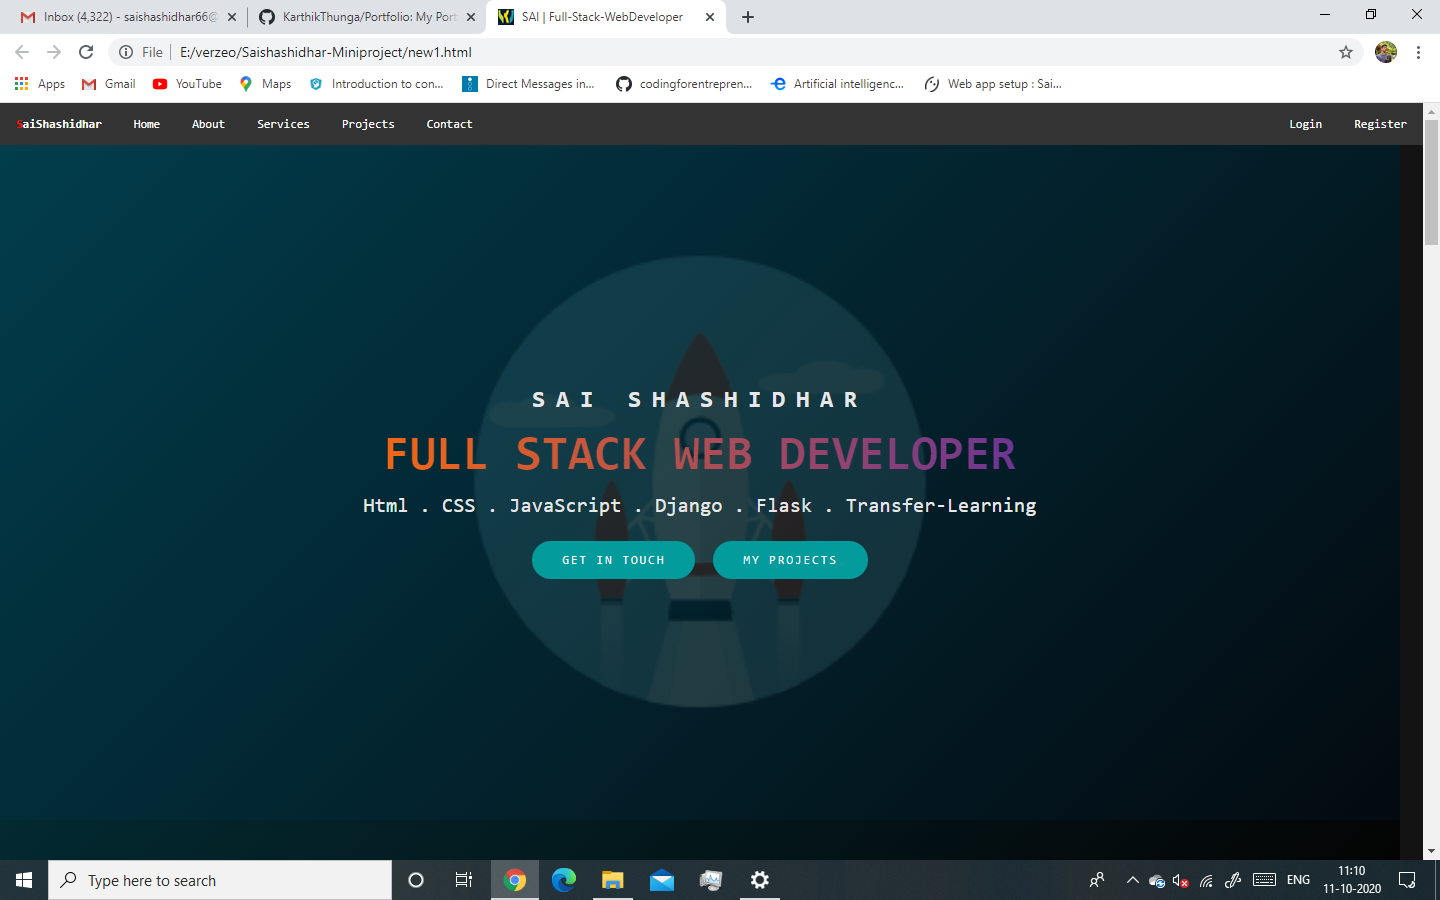 Inbox (4,322) - saishashidhar66@
KarthikThunga/Portfolio: My Port
SAI | Full-Stack-WebDeveloper
File
E:/verzeo/Saishashidhar-Miniproject/new1.html
Apps
Gmail
YouTube
Maps
Introduction to con...
Direct Messages in...
codingforentrepren...
Artificial intelligenc...
Web app setup : Sai...
SaiShashidhar
Home
About
Services
Projects
Contact
Login
Register
SAI SHASHIDHAR
FULL STACK WEB DEVELOPER
Html . CSS . JavaScript . Django . Flask . Transfer-Learning
GET IN TOUCH
MY PROJECTS
Type here to search
ENG
11:10
11-10-2020